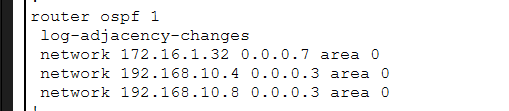 router ospf 1
log-adjacency-changes
network 172.16.1.32 0.0.0.7 area 0
network 192.168.10.4 0.0.0.3 area 0
network 192.168.10.8 0.0.0.3 area 0
!